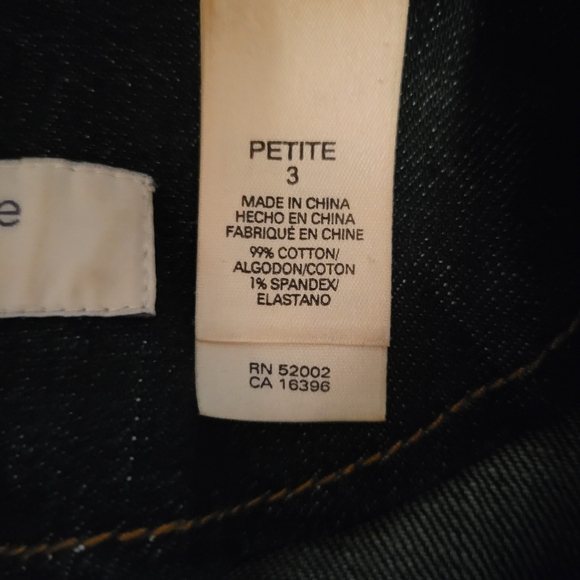 e
PETITE
3
MADE IN CHINA
HECHO EN CHINA
FABRIQUÉ EN CHINE
99% COTTON/
ALGODON/COTON
1% SPANDEX/
ELASTANO
RN 52002
CA 16396